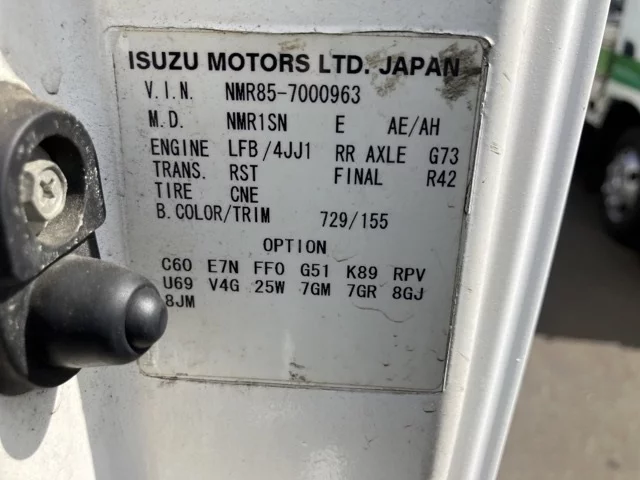 ISUZU MOTORS LTD. JAPAN
V.I.N. NMR85-7000963
M.D. NMR1SN E AE/AH
ENGINE LFB/4JJ1 RR AXLE G73
TRANS. RST FINAL R42
TIRE CNE
B.COLOR/TRIM 729/155
OPTION
C60 E7N FF0 G51 K89 RPV
U69 V4G 25W 7GM 7GR 8GJ
8JM